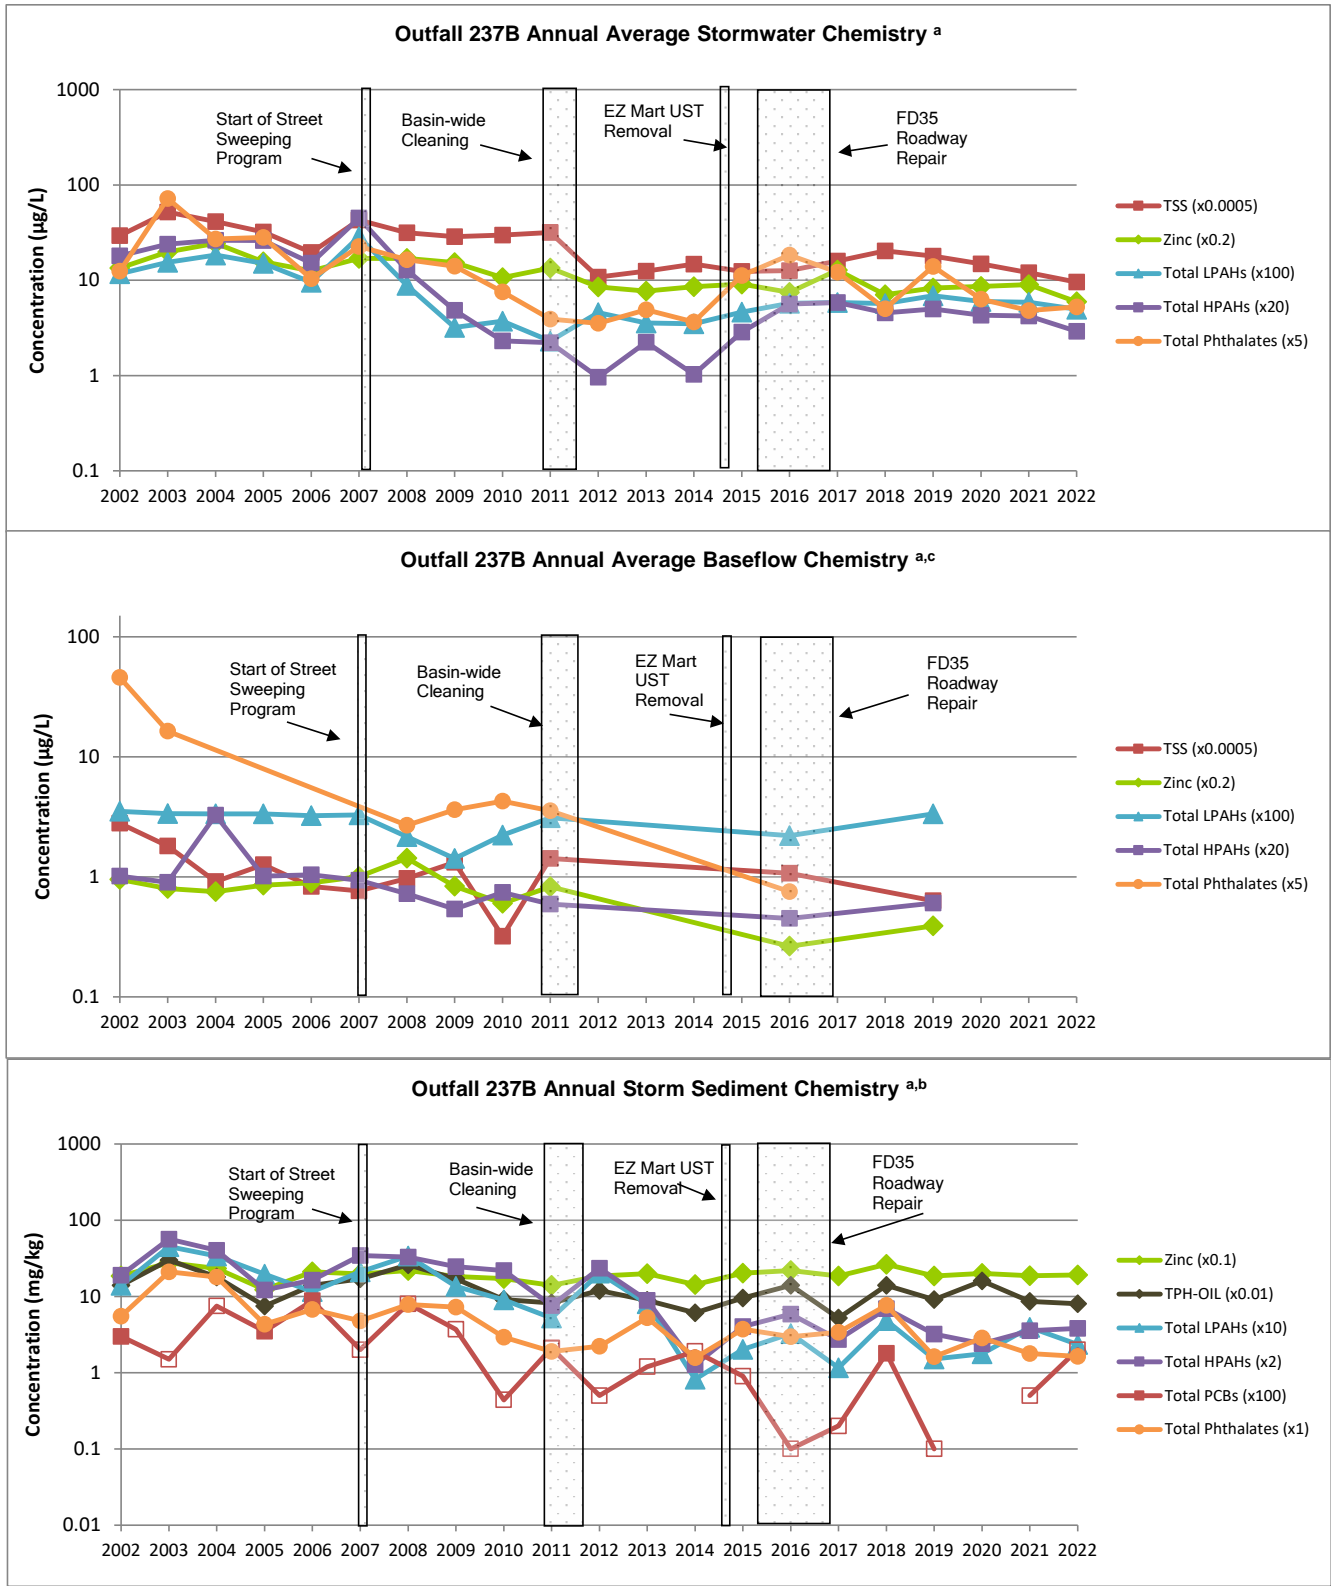 Outfall 237B Annual Average Stormwater Chemistry a
Concentration (µg/L)
1000
100
10
1
0.1
Start of Street
Sweeping
Program
Basin-wide
Cleaning
EZ Mart UST
Removal
FD35
Roadway
Repair
2002 2003 2004 2005 2006 2007 2008 2009 2010 2011 2012 2013 2014 2015 2016 2017 2018 2019 2020 2021 2022
TSS (x0.0005)
Zinc (x0.2)
Total LPAHs (x100)
Total HPAHs (x20)
Total Phthalates (x5)
Outfall 237B Annual Average Baseflow Chemistry a,c
Concentration (µg/L)
100
10
1
0.1
Start of Street
Sweeping
Program
Basin-wide
Cleaning
EZ Mart
UST
Removal
FD35
Roadway
Repair
2002 2003 2004 2005 2006 2007 2008 2009 2010 2011 2012 2013 2014 2015 2016 2017 2018 2019 2020 2021 2022
TSS (x0.0005)
Zinc (x0.2)
Total LPAHs (x100)
Total HPAHs (x20)
Total Phthalates (x5)
Outfall 237B Annual Storm Sediment Chemistry a,b
Concentration (mg/kg)
1000
100
10
1
0.1
0.01
Start of Street
Sweeping
Program
Basin-wide
Cleaning
EZ Mart UST
Removal
FD35
Roadway
Repair
2002 2003 2004 2005 2006 2007 2008 2009 2010 2011 2012 2013 2014 2015 2016 2017 2018 2019 2020 2021 2022
Zinc (x0.1)
TPH-OIL (x0.01)
Total LPAHs (x10)
Total HPAHs (x2)
Total PCBs (x100)
Total Phthalates (x1)